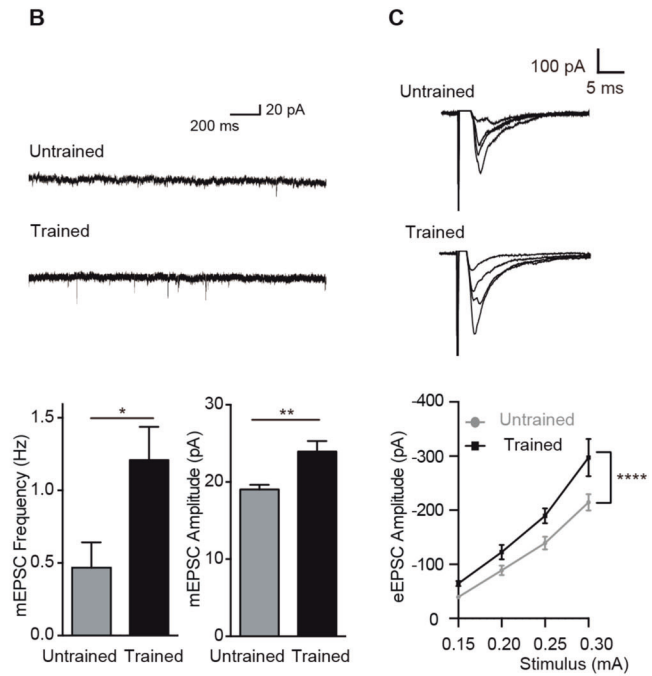 B
20 pA
200 ms
Untrained
Trained
1.5
1.0
0.5
0.0
mEPSC Frequency (Hz)
*
Untrained Trained
30
20
10
0
mEPSC Amplitude (pA)
**
Untrained Trained
C
100 pA
5 ms
Untrained
Trained
-400
-300
-200
-100
0
eEPSC Amplitude (pA)
Untrained
Trained
****
0.15 0.20 0.25 0.30
Stimulus (mA)